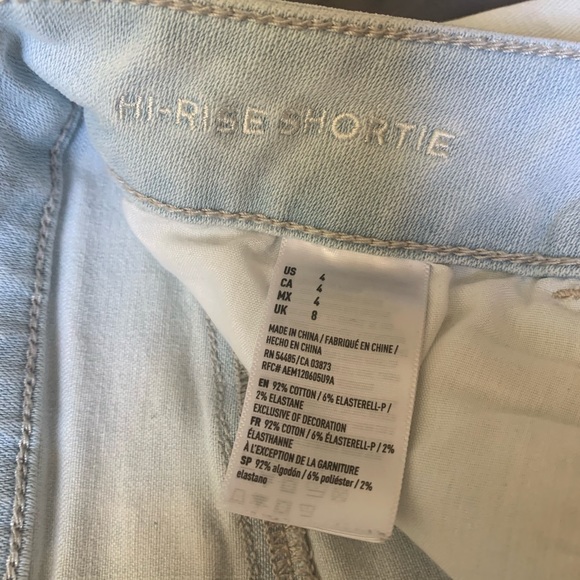 HI-RISE SHORTIE
US 4
CA 4
MX 4
UK 8
MADE IN CHINA / FABRIQUÉ EN CHINE /
HECHO EN CHINA
RN 54485/CA 03873
RFC# AEM128605U9A
EN 92% COTTON / 6% ELASTERELL-P /
2% ELASTANE
EXCLUSIVE OF DECORATION
FR 92% COTON / 6% ÉLASTERELL-P / 2%
ÉLASTHANNE
À L'EXCEPTION DE LA GARNITURE
SP 92% algodón / 6% poliéster / 2%
elastano